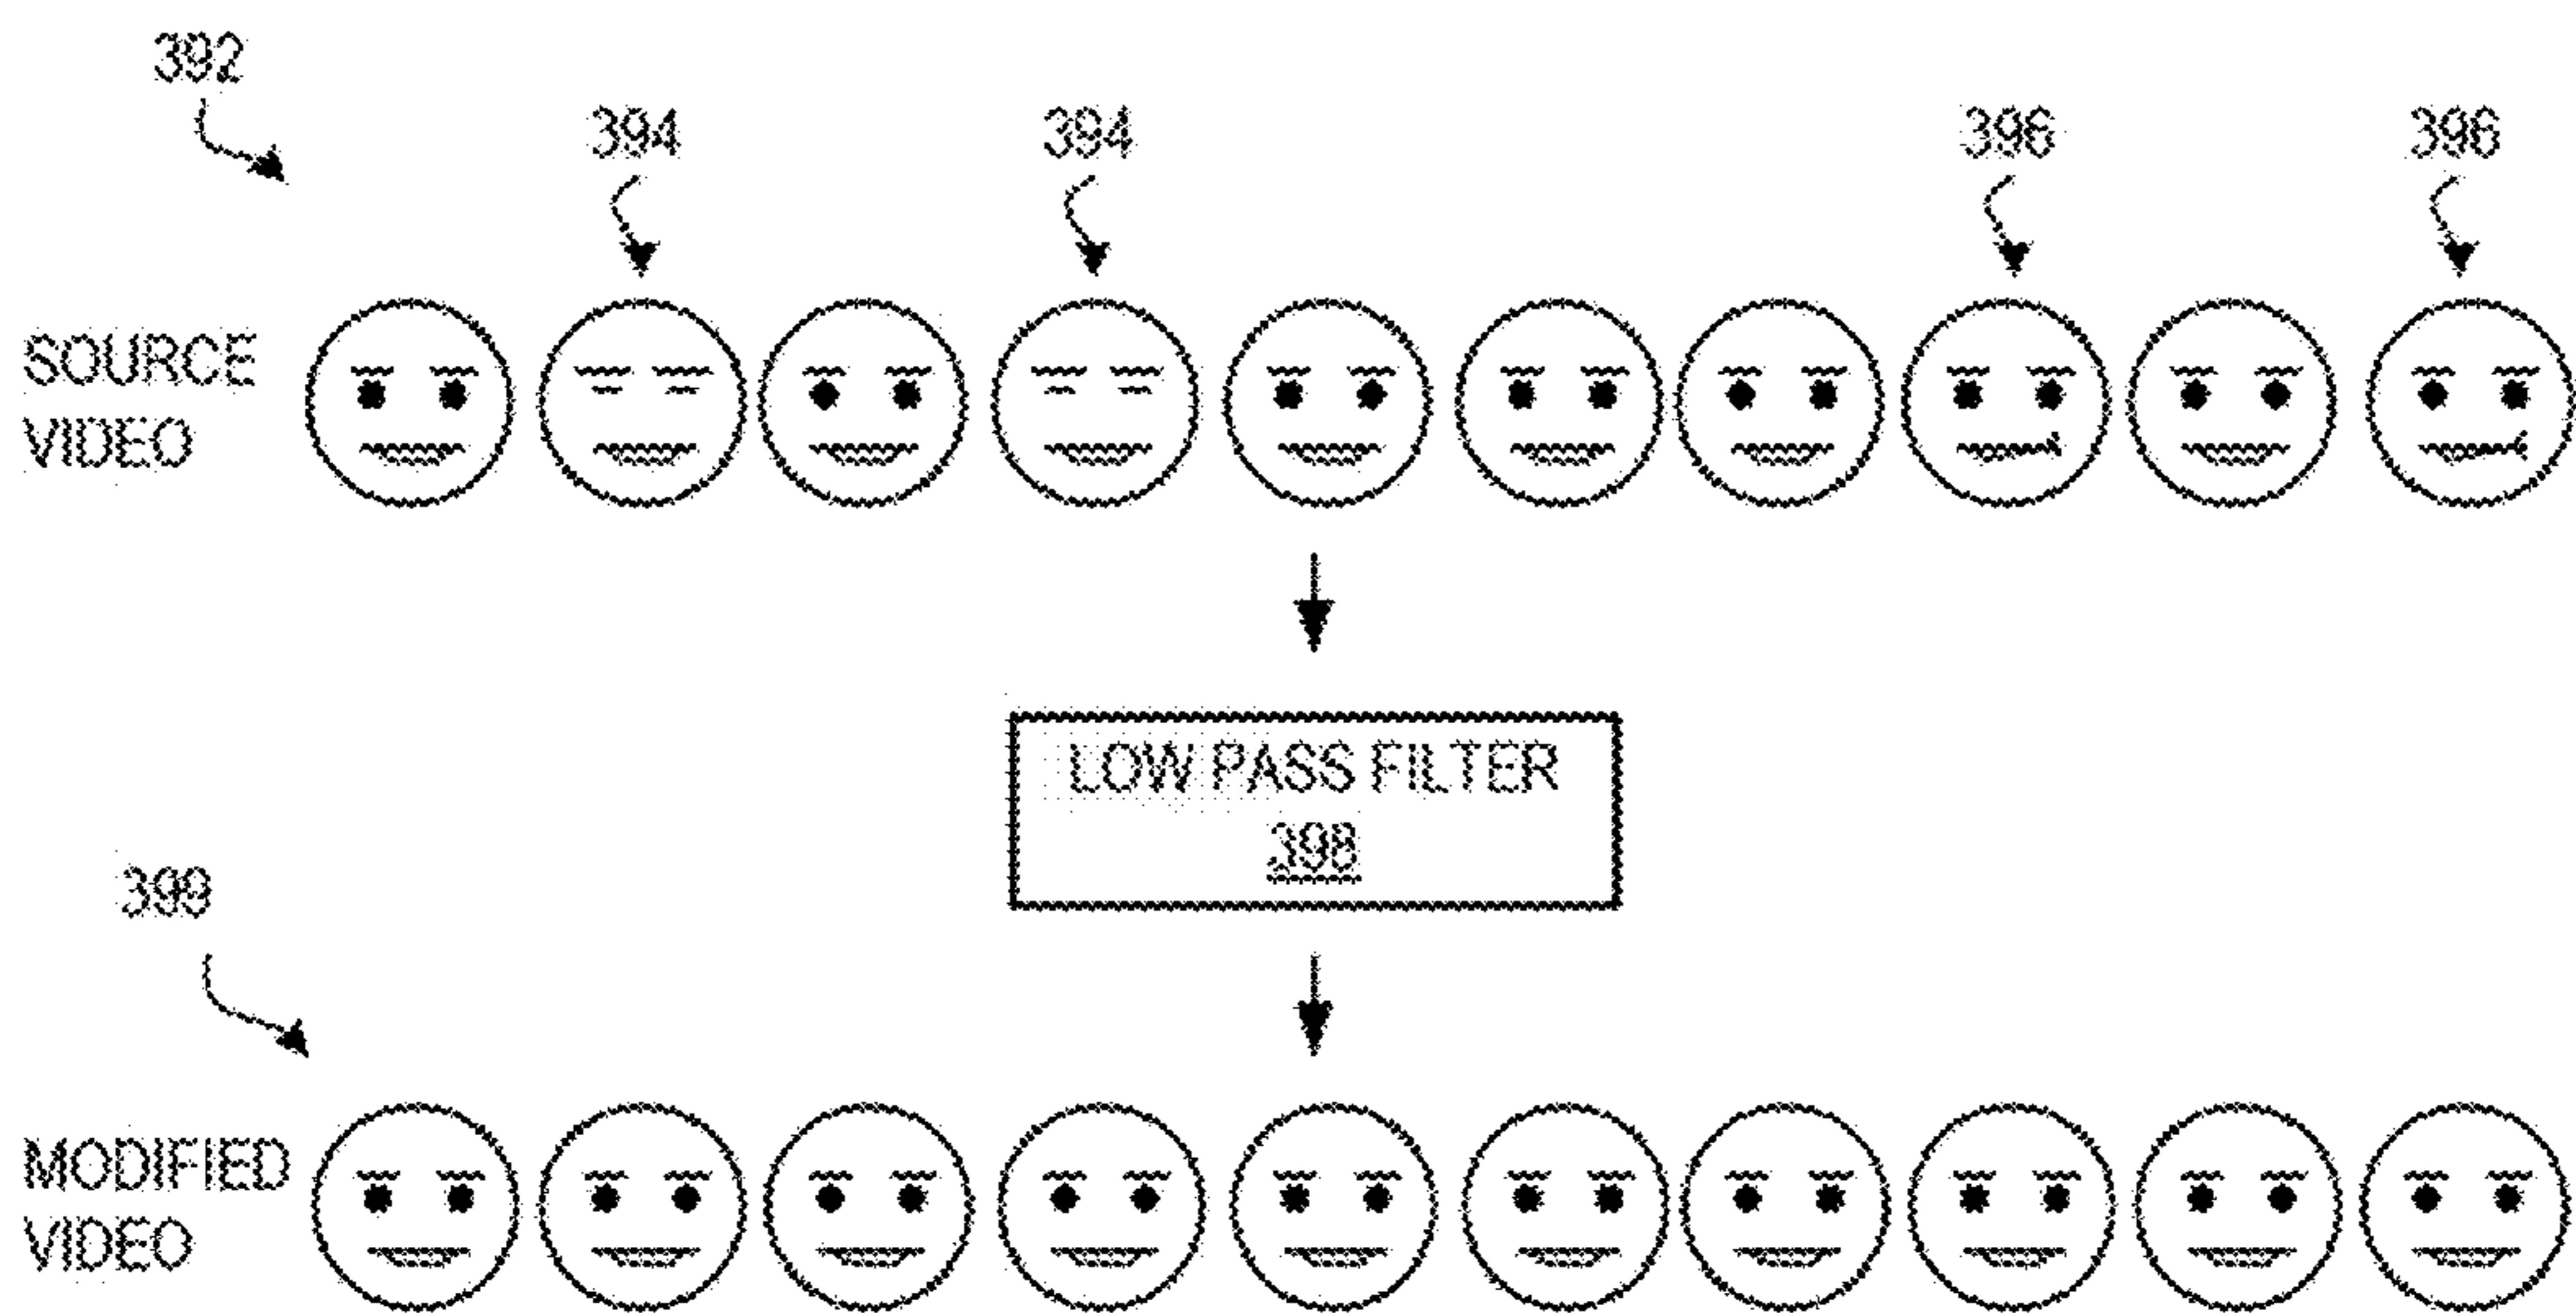 392
394
394
396
396
SOURCE
VIDEO
LOW PASS FILTER
398
399
MODIFIED
VIDEO